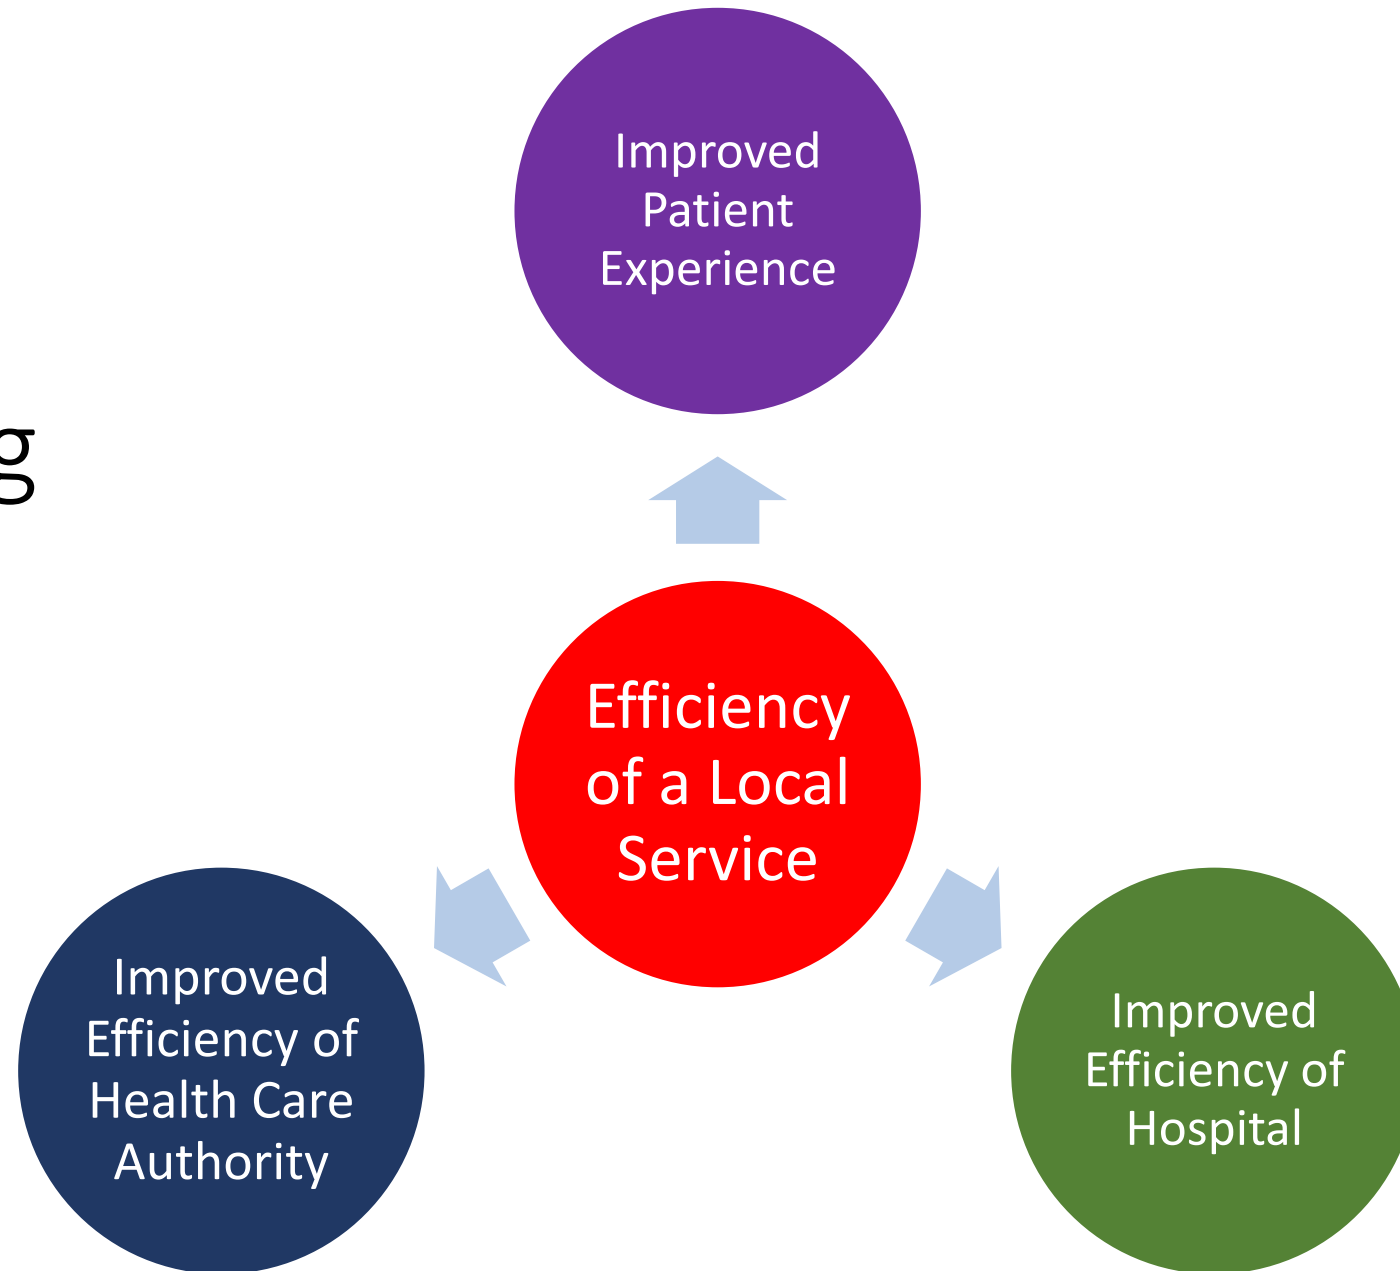 Improved
Patient
Experience
g
Efficiency
of a Local
Service
Improved
Efficiency of
Health Care
Authority
Improved
Efficiency of
Hospital